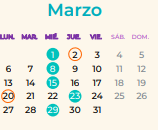 Marzo
LUN. MAR. MIÉ. JUE. VIE. SÁB. DOM.
1 2 3 4 5
6 7 8 9 10 11 12
13 14 15 16 17 18 19
20 21 22 23 24 25 26
27 28 29 30 31